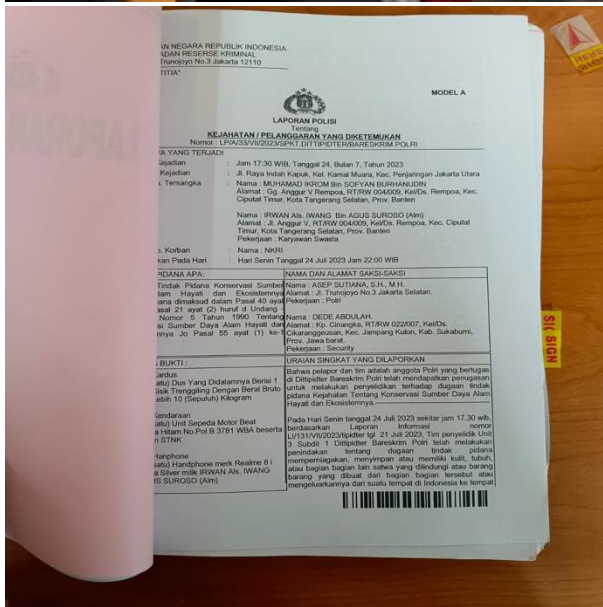 AN NEGARA REPUBLIK INDONESIA
ADAN RESERSE KRIMINAL
Trunojoyo No.3 Jakarta 12110
TITIA"
MODEL A
LAPORAN POLISI
Tentang
KEJAHATAN / PELANGGARAN YANG DIKETEMUKAN
Nomor : LP/A/33/VII/2023/SPKT.DITTIPIDTER/BARESKRIM POLRI
YA YANG TERJADI
Kejadian : Jam 17:30 WIB, Tanggal 24, Bulan 7, Tahun 2023
Kejadian : Jl. Raya Indah Kapuk, Kel. Kamal Muara, Kec. Penjaringan Jakarta Utara
. Tersangka : Nama : MUHAMAD IKROM Bin SOFYAN BURHANUDIN
Alamat : Gg. Anggur V Rempoa, RT/RW 004/009, Kel/Ds. Rempoa, Kec.
Ciputat Timur, Kota Tangerang Selatan, Prov. Banten
Nama : IRWAN Als. IWANG Bin AGUS SUROSO (Alm)
Alamat : Jl. Anggur V, RT/RW 004/009, Kel/Ds. Rempoa, Kec. Ciputat
Timur, Kota Tangerang Selatan, Prov. Banten
Pekerjaan : Karyawan Swasta
. Korban : Nama : NKRI
kan Pada Hari : Hari Senin Tanggal 24 Juli 2023 Jam 22:00 WIB
PIDANA APA:
Tindak Pidana Konservasi Sumber
lam Hayati dan Ekosistemnya
ana dimaksud dalam Pasal 40 ayat
asal 21 ayat (2) huruf d Undang
Nomor 5 Tahun 1990 Tentang
si Sumber Daya Alam Hayati dan
nnya Jo Pasal 55 ayat (1) ke-1
NAMA DAN ALAMAT SAKSI-SAKSI
Nama : ASEP SUTIANA, S.H., M.H.
Alamat : Jl. Trunojoyo No.3 Jakarta Selatan.
Pekerjaan : Polri
Nama : DEDE ABDULAH.
Alamat : Kp. Cinangka, RT/RW 022/007, Kel/Ds.
Cikaranggeusan, Kec. Jampang Kulon, Kab. Sukabumi,
Prov. Jawa barat.
Pekerjaan : Security
BUKTI :
Kardus
atu) Dus Yang Didalamnya Berisi 1
Sisik Trenggiling Dengan Berat Bruto
ebih 10 (Sepuluh) Kilogram
Kendaraan
atu) Unit Sepeda Motor Beat
a Hitam No.Pol B 3781 WBA beserta
n STNK
Hanphone
atu) Handphone merk Realme 8 i
a Silver milik IRWAN Als. IWANG
S SUROSO (Alm)
URAIAN SINGKAT YANG DILAPORKAN
Bahwa pelapor dan tim adalah anggota Polri yang bertugas
di Dittipidter Bareskrim Polri telah mendapatkan penugasan
untuk melakukan penyelidikan terhadap dugaan tindak
pidana Kejahatan Tentang Konservasi Sumber Daya Alam
Hayati dan Ekosistemnya.
Pada Hari Senin tanggal 24 Juli 2023 sekitar jam 17.30 wib,
berdasarkan Laporan Informasi nomor
LI/131/VII/2023/tipidter tgl 21 Juli 2023, Tim penyelidik Unit
3 Subdit 1 Dittipidter Bareskrim Polri telah melakukan
penindakan tentang dugaan tindak pidana
memperniagakan, menyimpan atau memiliki kulit, tubuh,
atau bagian bagian lain satwa yang dilindungi atau barang
barang yang dibuat dari bagian bagian tersebut atau
mengeluarkannya dari suatu tempat di Indonesia ke tempat
SIGN
HERE